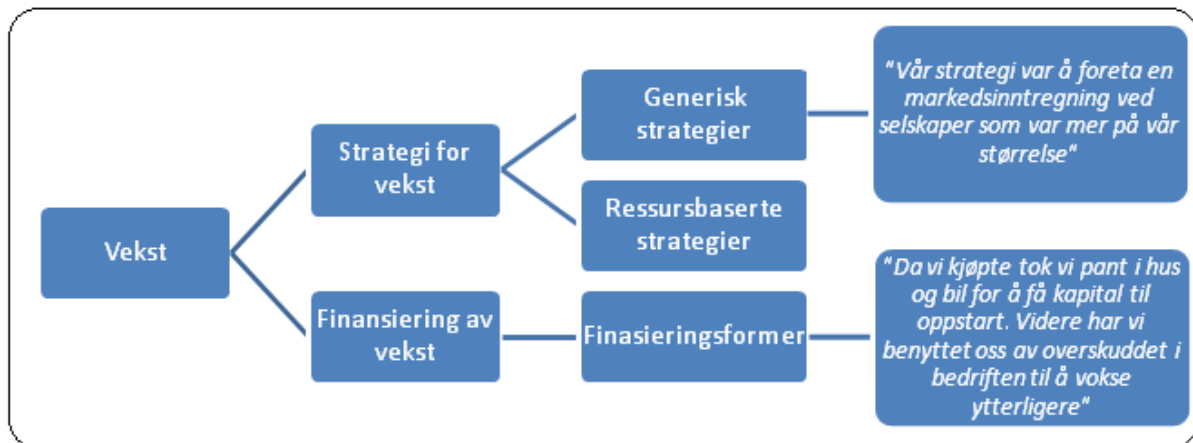 Vekst
Strategi for
vekst
Finansiering av
vekst
Generisk
strategier
Ressursbaserte
strategier
Finasieringsformer
"Vår strategi var å foreta en
markedsinntregning ved
selskaper som var mer på vår
størrelse"
"Da vi kjøpte tok vi pant i hus
og bil for å få kapital til
oppstart. Videre har vi
benyttet oss av overskuddet i
bedriften til å vokse
ytterligere"